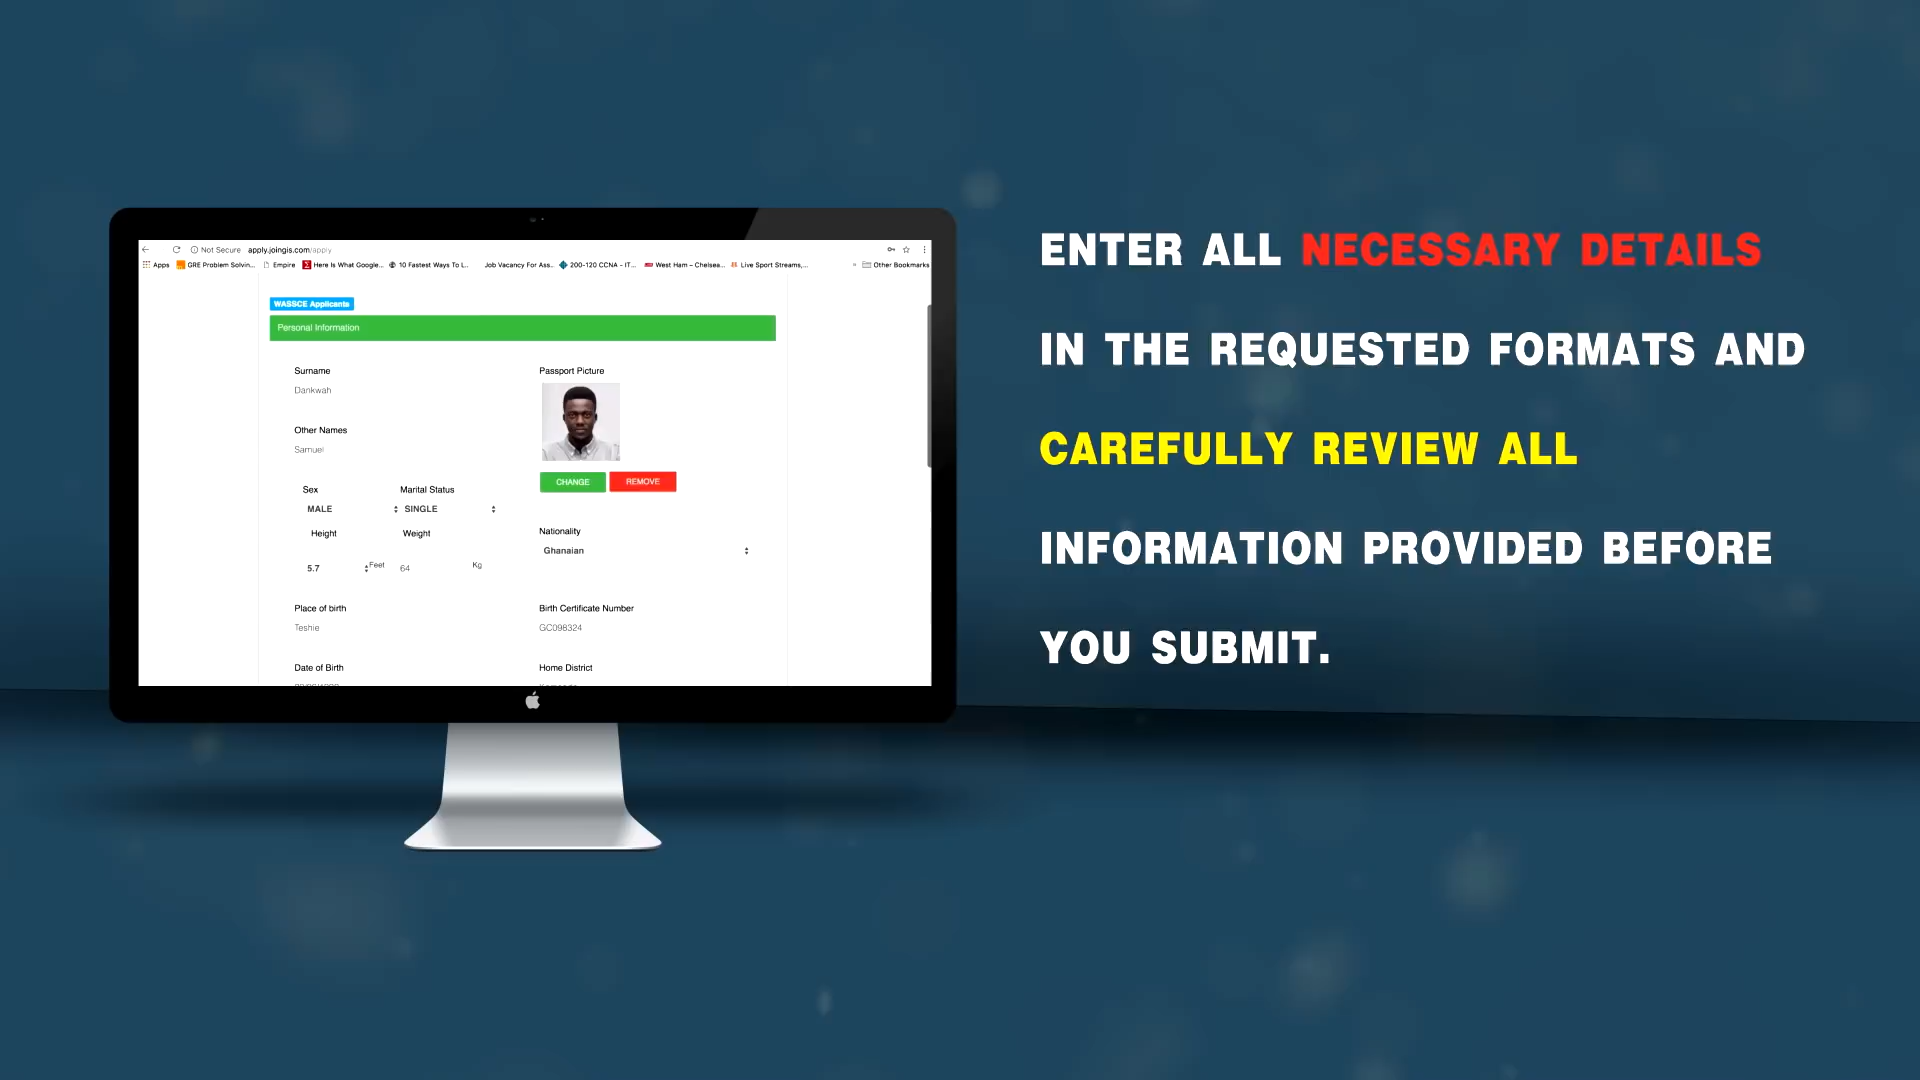 Not Secure apply.joingis.com/apply
Apps GRE Problem Solvin... Empire Here Is What Google... 10 Fastest Ways To L... Job Vacancy For Ass... 200-120 CCNA – IT... West Ham – Chelsea... Live Sport Streams,... » Other Bookmarks
WASSCE Applicants
Personal Information
Surname
Dankwah
Other Names
Samuel
Sex Marital Status
MALE SINGLE
Height Weight
5.7 Feet 64 Kg
Place of birth
Teshie
Date of Birth
Passport Picture
CHANGE REMOVE
Nationality
Ghanaian
Birth Certificate Number
GC098324
Home District
ENTER ALL NECESSARY DETAILS
IN THE REQUESTED FORMATS AND
CAREFULLY REVIEW ALL
INFORMATION PROVIDED BEFORE
YOU SUBMIT.